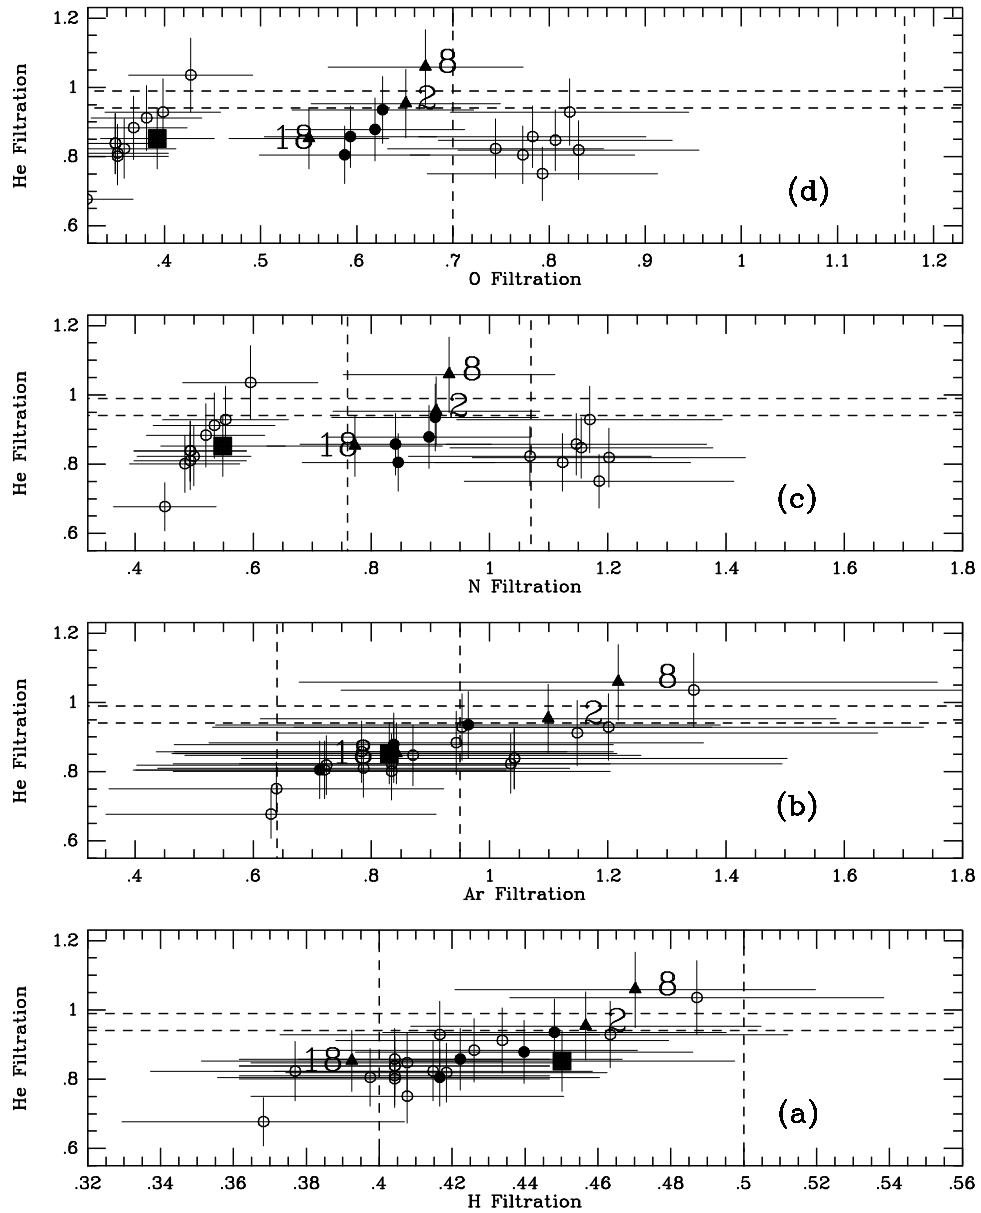 1.2
1
.8
.6
He Filtration
8
2
18
(d)
.4 .5 .6 .7 .8 .9 1 1.1 1.2
O Filtration
1.2
1
.8
.6
He Filtration
8
2
18
(c)
.4 .6 .8 1 1.2 1.4 1.6 1.8
N Filtration
1.2
1
.8
.6
He Filtration
8
2
18
(b)
.4 .6 .8 1 1.2 1.4 1.6 1.8
Ar Filtration
1.2
1
.8
.6
He Filtration
8
2
18
(a)
.32 .34 .36 .38 .4 .42 .44 .46 .48 .5 .52 .54 .56
H Filtration